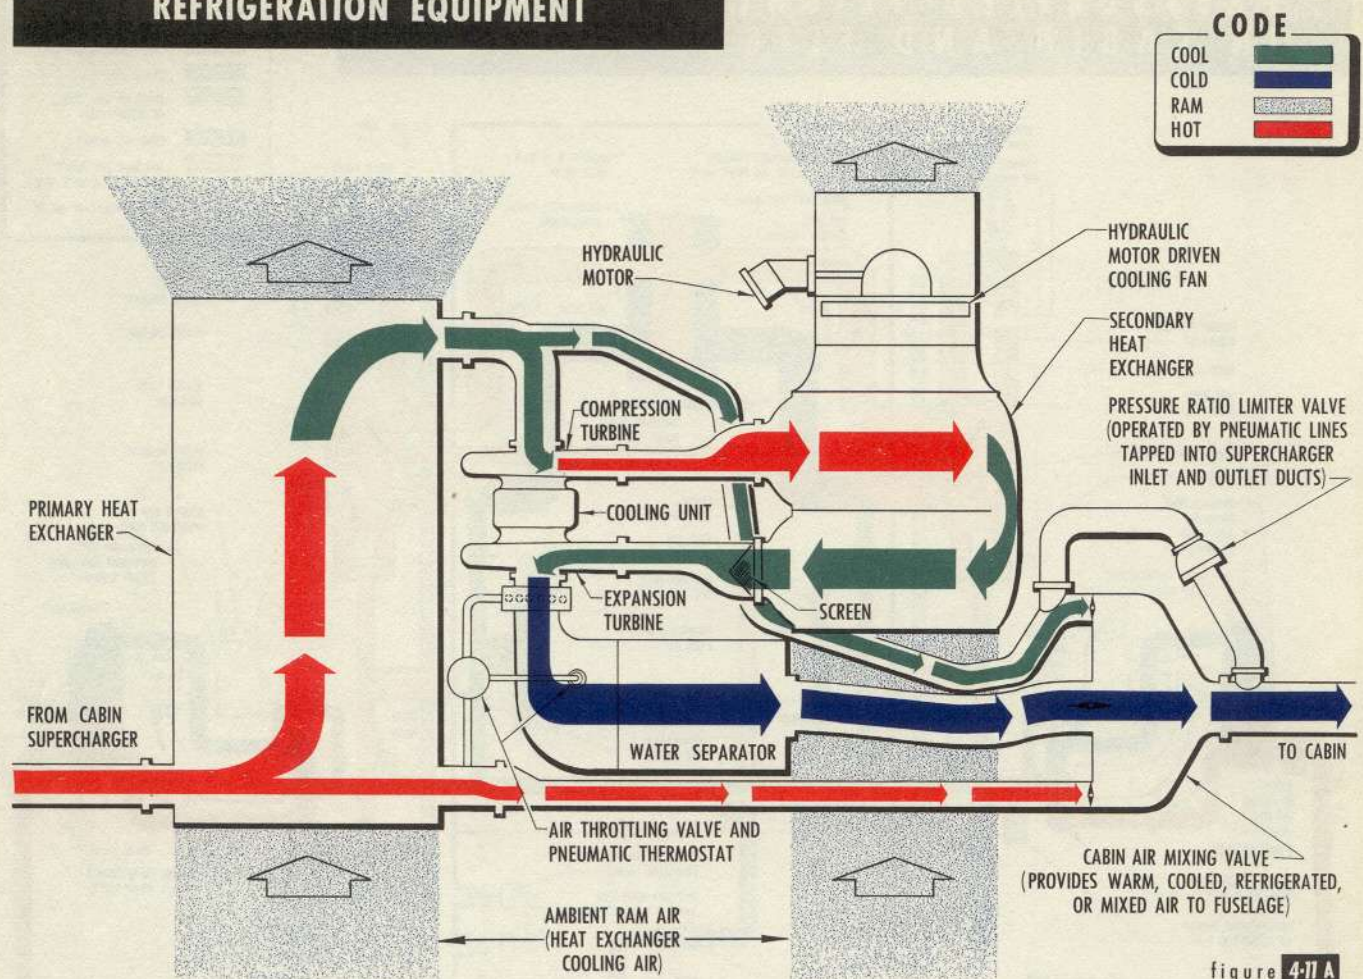 REFRIGERATION EQUIPMENT
CODE
COOL
COLD
RAM
HOT
HYDRAULIC
MOTOR
HYDRAULIC
MOTOR DRIVEN
COOLING FAN
SECONDARY
HEAT
EXCHANGER
PRESSURE RATIO LIMITER VALVE
(OPERATED BY PNEUMATIC LINES
TAPPED INTO SUPERCHARGER
INLET AND OUTLET DUCTS)
COMPRESSION
TURBINE
PRIMARY HEAT
EXCHANGER
COOLING UNIT
EXPANSION
TURBINE
SCREEN
FROM CABIN
SUPERCHARGER
WATER SEPARATOR
TO CABIN
AIR THROTTLING VALVE AND
PNEUMATIC THERMOSTAT
CABIN AIR MIXING VALVE
(PROVIDES WARM, COOLED, REFRIGERATED,
OR MIXED AIR TO FUSELAGE)
AMBIENT RAM AIR
(HEAT EXCHANGER
COOLING AIR)
figure 4-11 A